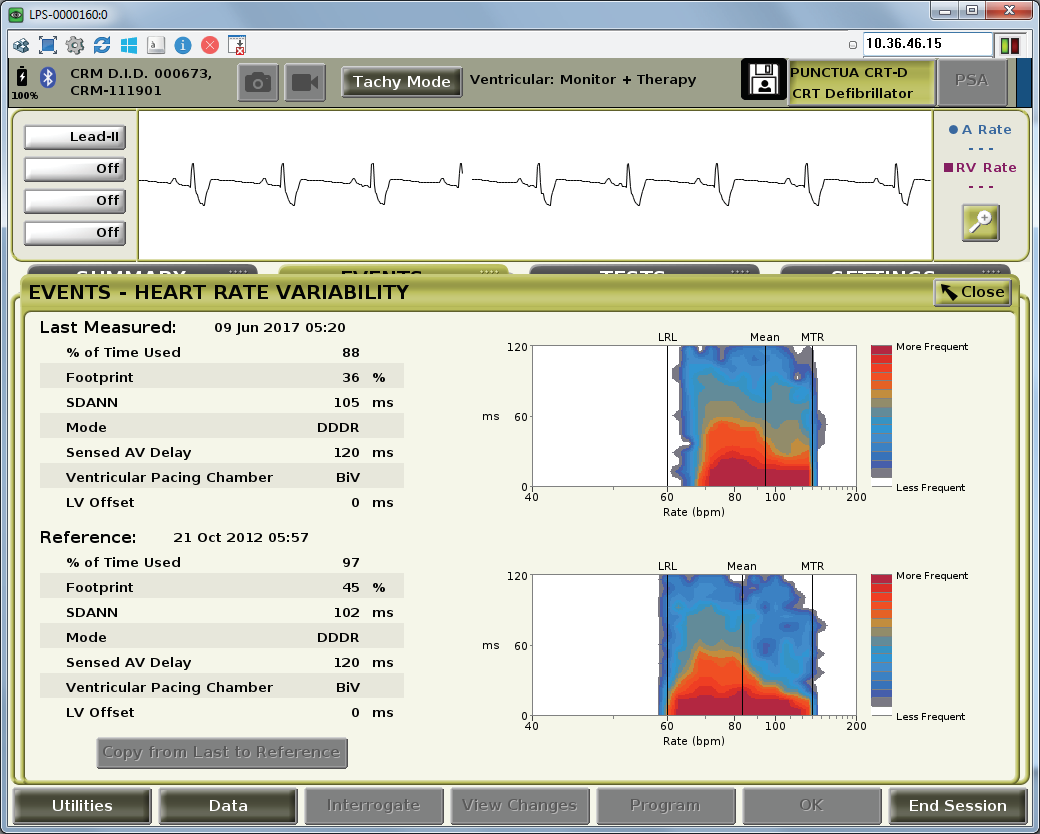 LPS-0000160:0
a
10.36.46.15
100%
CRM D.I.D. 000673,
CRM-111901
Tachy Mode
Ventricular: Monitor + Therapy
PUNCTUA CRT-D
CRT Defibrillator
PSA
Lead-II
Off
Off
Off
A Rate
- - -
RV Rate
- - -
SUMMARY
EVENTS
TESTS
SETTINGS
EVENTS - HEART RATE VARIABILITY
Close
Last Measured: 09 Jun 2017 05:20
% of Time Used 88
Footprint 36 %
SDANN 105 ms
Mode DDDR
Sensed AV Delay 120 ms
Ventricular Pacing Chamber BiV
LV Offset 0 ms
LRL Mean MTR
120
ms 60
0
40 60 80 100 200
Rate (bpm)
More Frequent
Less Frequent
Reference: 21 Oct 2012 05:57
% of Time Used 97
Footprint 45 %
SDANN 102 ms
Mode DDDR
Sensed AV Delay 120 ms
Ventricular Pacing Chamber BiV
LV Offset 0 ms
LRL Mean MTR
120
ms 60
0
40 60 80 100 200
Rate (bpm)
More Frequent
Less Frequent
Copy from Last to Reference
Utilities
Data
Interrogate
View Changes
Program
OK
End Session